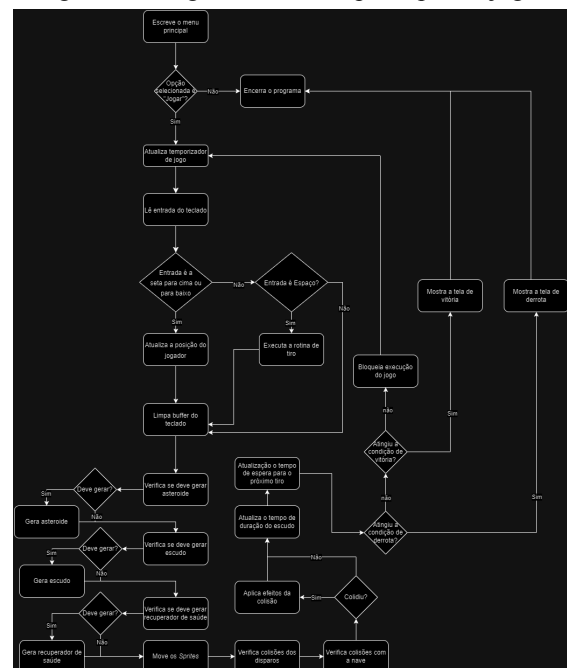 Escreve o menu
principal
Opção
selecionada é
"Jogar"?
Não
Encerra o programa
Sim
Atualiza temporizador
de jogo
Lê entrada do teclado
Entrada é a
seta para cima ou
para baixo
Não
Entrada é Espaço?
Não
Sim
Sim
Atualiza a posição do
jogador
Executa a rotina de
tiro
Limpa buffer do
teclado
Mostra a tela de
vitória
Mostra a tela de
derrota
Bloqueia execução
do jogo
não
Sim
Atingiu a
condição de
vitória?
não
Sim
Atingiu a
condição de
derrota?
Atualização o tempo
de espera para o
próximo tiro
Atualiza o tempo de
duração do escudo
Não
Aplica efeitos da
colisão
Sim
Colidiu?
Verifica se deve gerar
asteroide
Deve gerar?
Sim
Não
Gera asteroide
Verifica se deve gerar
escudo
Deve gerar?
Sim
Não
Gera escudo
Verifica se deve gerar
recuperador de saúde
Deve gerar?
Sim
Não
Gera recuperador de
saúde
Move os Sprites
Verifica colisões dos
disparos
Verifica colisões com
a nave